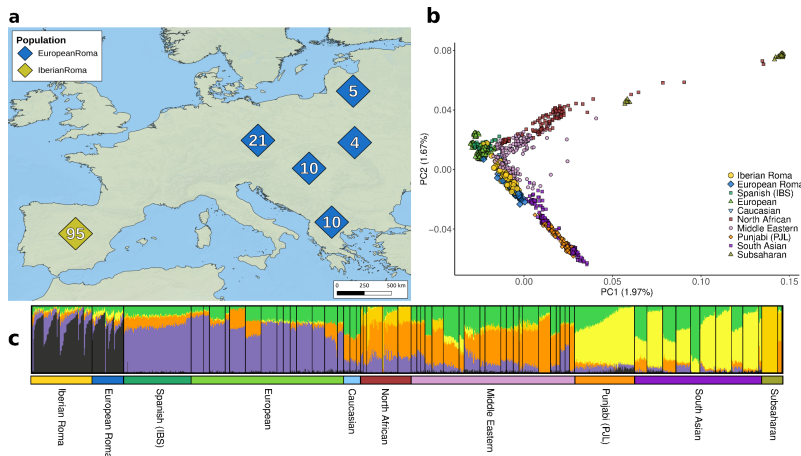 a
Population
EuropeanRoma
IberianRoma
5
21
4
10
10
95
0 250 500 km
b
0.08
0.04
0.00
−0.04
PC2 (1.67%)
0.00 0.05 0.10 0.15
PC1 (1.97%)
Iberian Roma
European Roma
Spanish (IBS)
European
Caucasian
North African
Middle Eastern
Punjabi (PJL)
South Asian
Subsaharan
c
Iberian Roma
European Roma
Spanish (IBS)
European
Caucasian
North African
Middle Eastern
Punjabi (PJL)
South Asian
Subsaharan